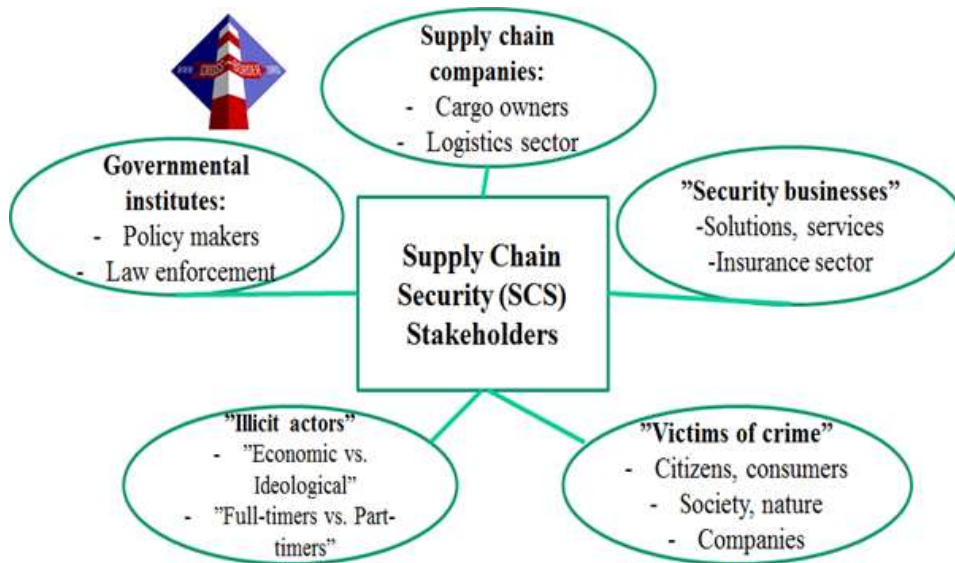 Supply chain
companies:
- Cargo owners
- Logistics sector
Governmental
institutes:
- Policy makers
- Law enforcement
”Security businesses”
-Solutions, services
-Insurance sector
Supply Chain
Security (SCS)
Stakeholders
”Illicit actors”
- ”Economic vs.
Ideological”
- ”Full-timers vs. Part-
timers”
”Victims of crime”
- Citizens, consumers
- Society, nature
- Companies